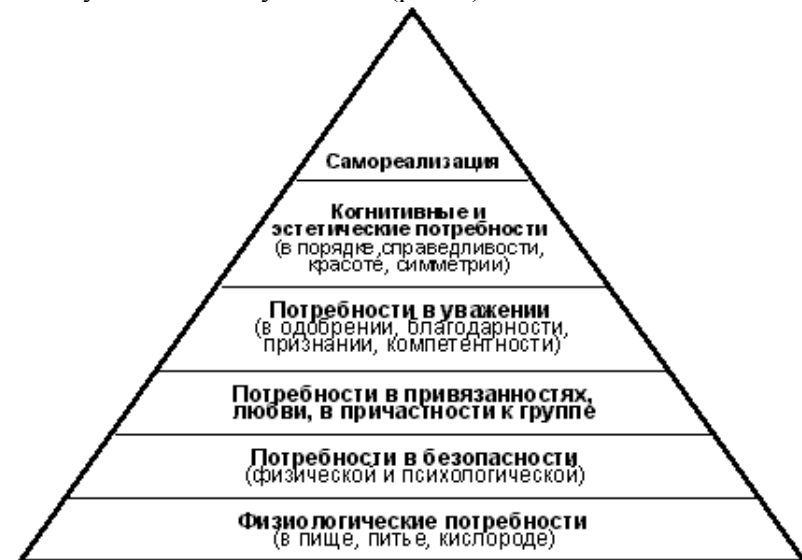 Самореализация
Когнитивные и
эстетические потребности
(в порядке,справедливости,
красоте, симметрии)
Потребности в уважении
(в одобрении, благодарности,
признании, компетентности)
Потребности в привязанностях,
любви, в причастности к группе
Потребности в безопасности
(физической и психологической)
Физиологические потребности
(в пище, питье, кислороде)